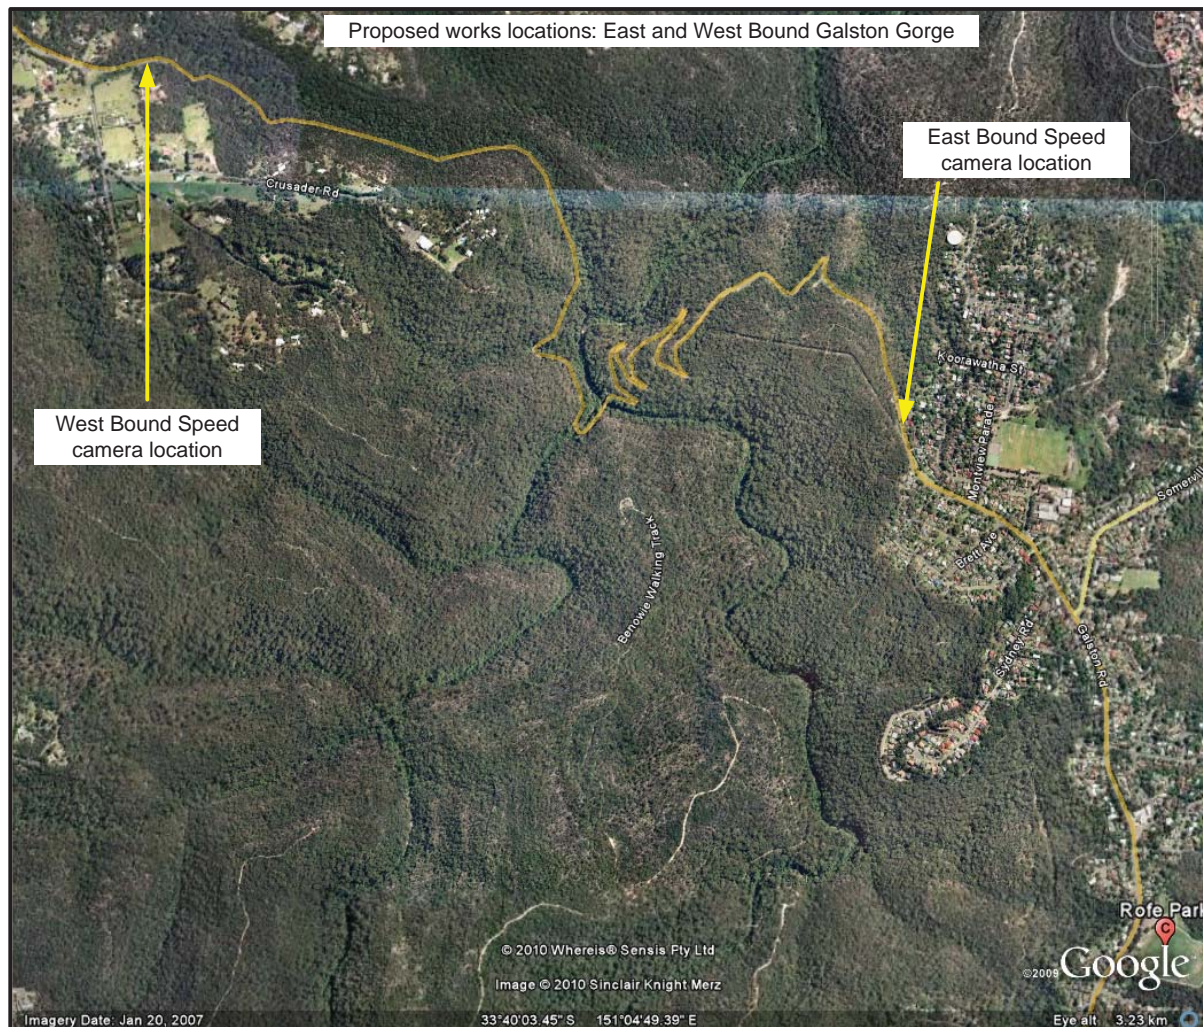 Proposed works locations: East and West Bound Galston Gorge
East Bound Speed
camera location
Crusader Rd
Koorawatha St
West Bound Speed
camera location
Montview Parade
Brett Ave
Benowie Walking Track
Sydney Rd
Galston Rd
Rofe Park
C
© 2010 Whereis® Sensis Pty Ltd
©2009 Google
Image © 2010 Sinclair Knight Merz
Imagery Date: Jan 20, 2007 33°40'03.45" S 151°04'49.39" E Eye alt 3.23 km